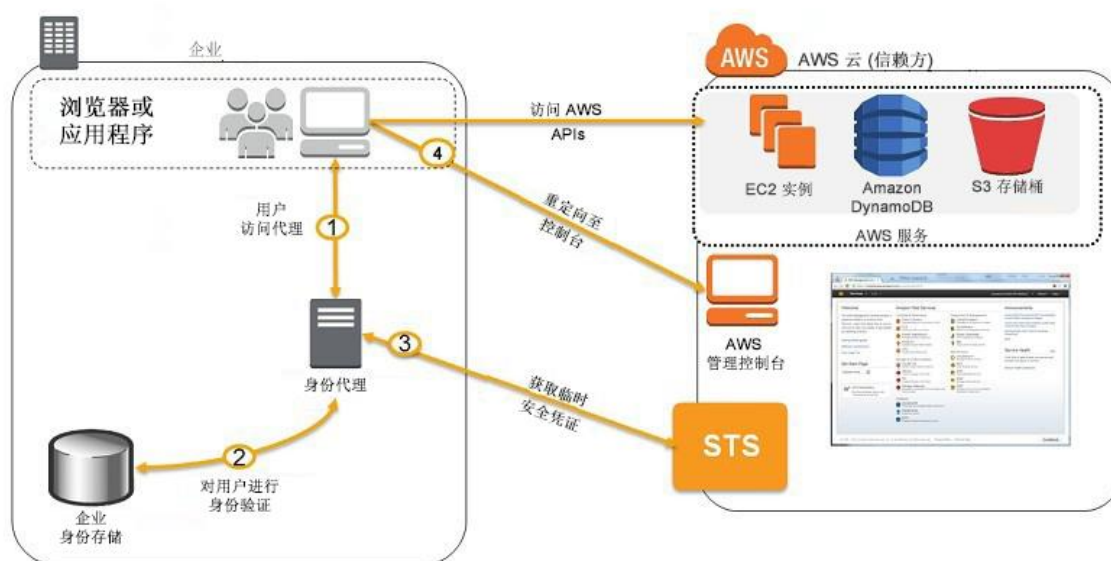 企业
浏览器或
应用程序
AWS
AWS 云 (信赖方)
访问 AWS
APIs
4
EC2 实例
Amazon
DynamoDB
S3 存储桶
AWS 服务
用户
访问代理
1
重定向至
控制台
AWS
管理控制台
3
身份代理
获取临时
安全凭证
STS
2
对用户进行
身份验证
企业
身份存储